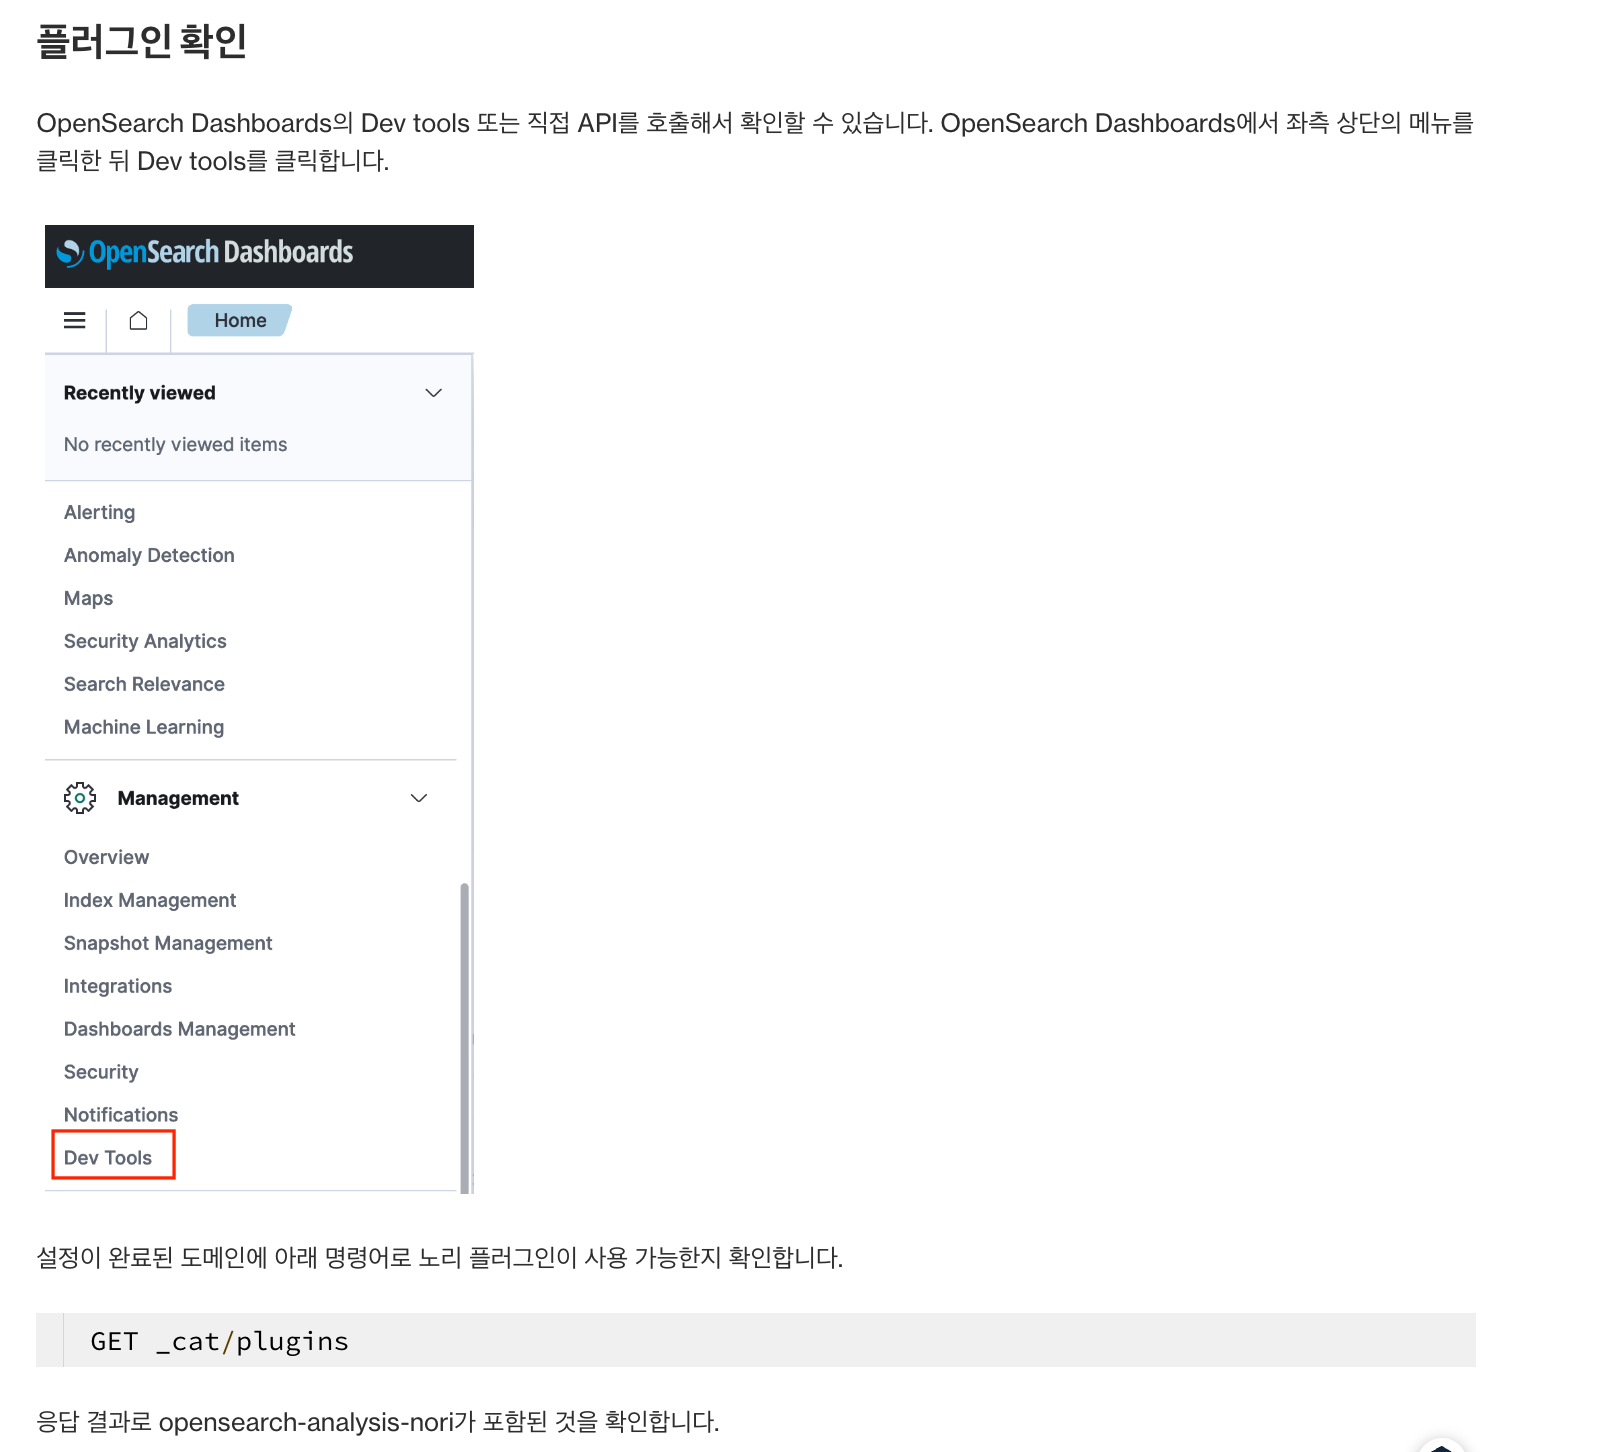 플러그인 확인
OpenSearch Dashboards의 Dev tools 또는 직접 API를 호출해서 확인할 수 있습니다. OpenSearch Dashboards에서 좌측 상단의 메뉴를
클릭한 뒤 Dev tools를 클릭합니다.
OpenSearch Dashboards
Home
Recently viewed
No recently viewed items
Alerting
Anomaly Detection
Maps
Security Analytics
Search Relevance
Machine Learning
Management
Overview
Index Management
Snapshot Management
Integrations
Dashboards Management
Security
Notifications
Dev Tools
설정이 완료된 도메인에 아래 명령어로 노리 플러그인이 사용 가능한지 확인합니다.
GET _cat/plugins
응답 결과로 opensearch-analysis-nori가 포함된 것을 확인합니다.